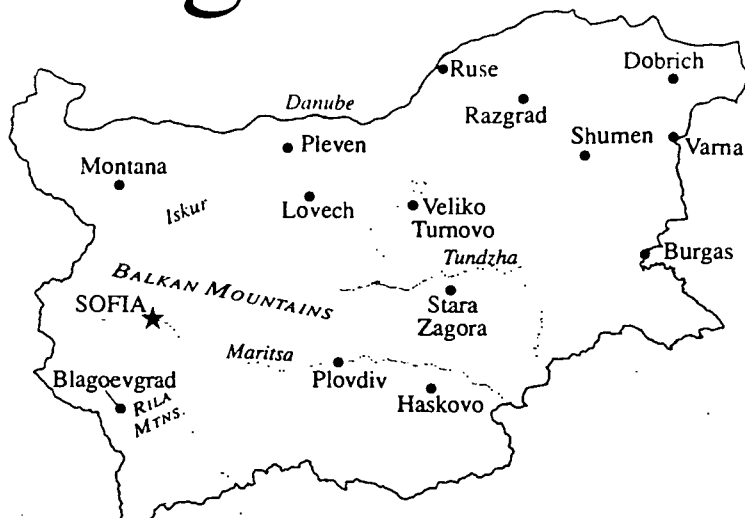 Ruse
Dobrich
Danube
Razgrad
Pleven
Shumen
Varna
Montana
Iskur
Lovech
Veliko
Turnovo
Tundzha
Burgas
BALKAN MOUNTAINS
SOFIA
Stara
Zagora
Maritsa
Plovdiv
Blagoevgrad
RILA
MTNS.
Haskovo